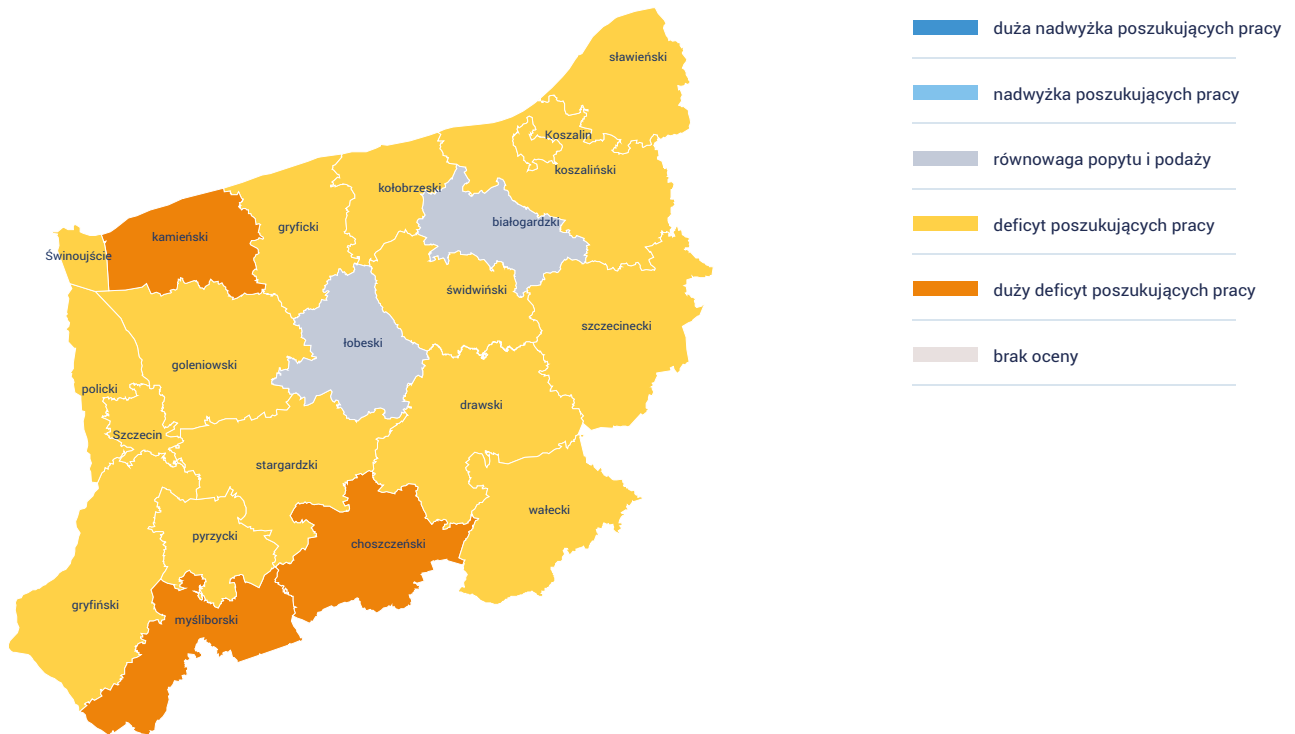 sławieński
Koszalin
koszaliński
kołobrzeski
białogardzki
gryficki
kamieński
Świnoujście
świdwiński
szczecinecki
łobeski
goleniowski
policki
drawski
Szczecin
stargardzki
wałecki
pyrzycki
choszczeński
gryfiński
myśliborski
duża nadwyżka poszukujących pracy
nadwyżka poszukujących pracy
równowaga popytu i podaży
deficyt poszukujących pracy
duży deficyt poszukujących pracy
brak oceny